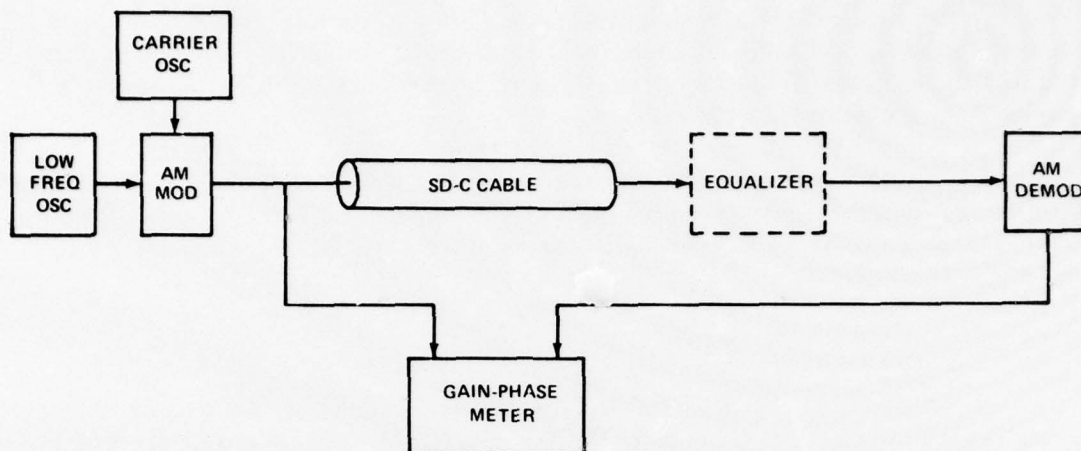 CARRIER
OSC
LOW
FREQ
OSC
AM
MOD
SD-C CABLE
EQUALIZER
AM
DEMOD
GAIN-PHASE
METER